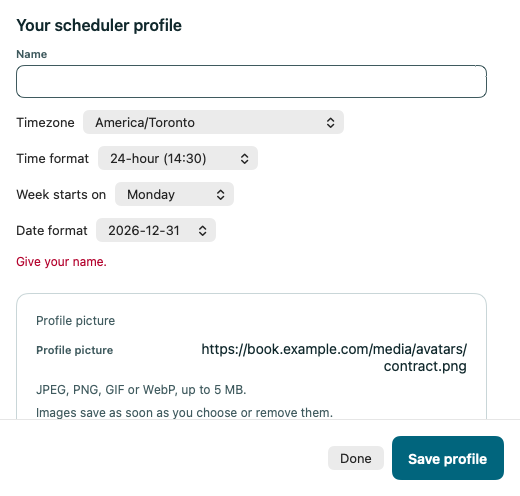 Your scheduler profile
Name
Timezone America/Toronto
Time format 24-hour (14:30)
Week starts on Monday
Date format 2026-12-31
Give your name.
Profile picture
Profile picture https://book.example.com/media/avatars/
contract.png
JPEG, PNG, GIF or WebP, up to 5 MB.
Images save as soon as you choose or remove them.
Done Save profile